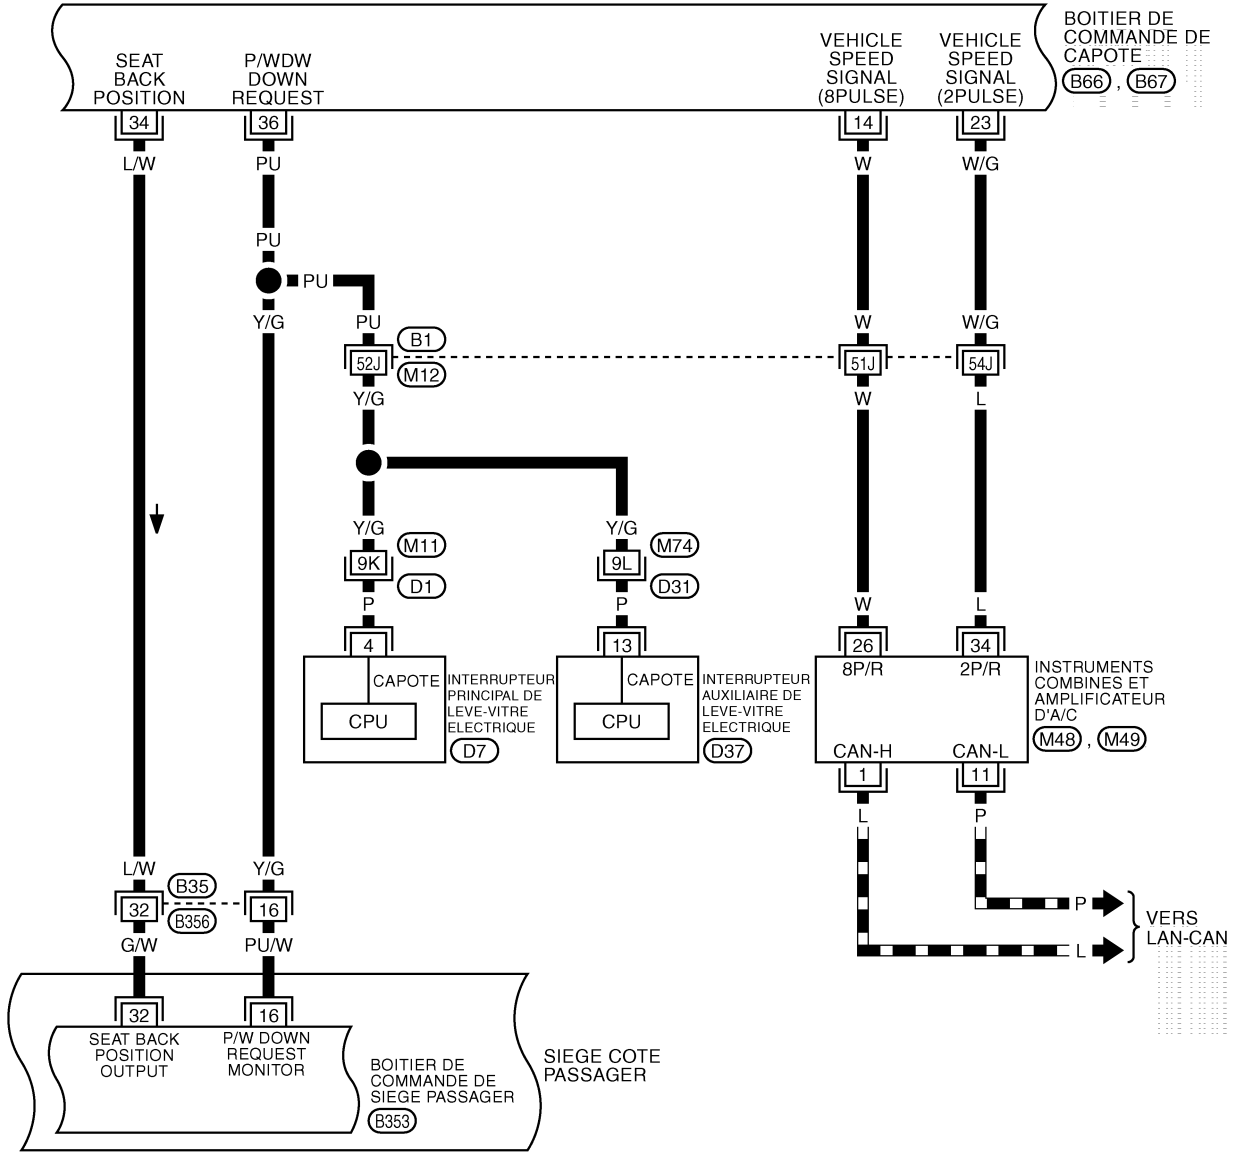 BOITIER DE
COMMANDE DE
CAPOTE
B66 , B67
SEAT
BACK
POSITION
P/WDW
DOWN
REQUEST
VEHICLE
SPEED
SIGNAL
(8PULSE)
VEHICLE
SPEED
SIGNAL
(2PULSE)
34
36
14
23
L/W
PU
W
W/G
PU
PU
Y/G
PU
W
W/G
B1
52J
51J
54J
M12
Y/G
W
L
Y/G
Y/G
M11
M74
9K
9L
D1
D31
P
P
W
L
4
13
26
34
8P/R
2P/R
CAPOTE
CPU
INTERRUPTEUR
PRINCIPAL DE
LEVE-VITRE
ELECTRIQUE
D7
CAPOTE
CPU
INTERRUPTEUR
AUXILIAIRE DE
LEVE-VITRE
ELECTRIQUE
D37
INSTRUMENTS
COMBINES ET
AMPLIFICATEUR
D'A/C
M48 , M49
CAN-H
CAN-L
1
11
L
P
L/W
Y/G
B35
32
16
B356
G/W
PU/W
P
L
VERS
LAN-CAN
32
16
SEAT BACK
POSITION
OUTPUT
P/W DOWN
REQUEST
MONITOR
BOITIER DE
COMMANDE DE
SIEGE PASSAGER
B353
SIEGE COTE
PASSAGER